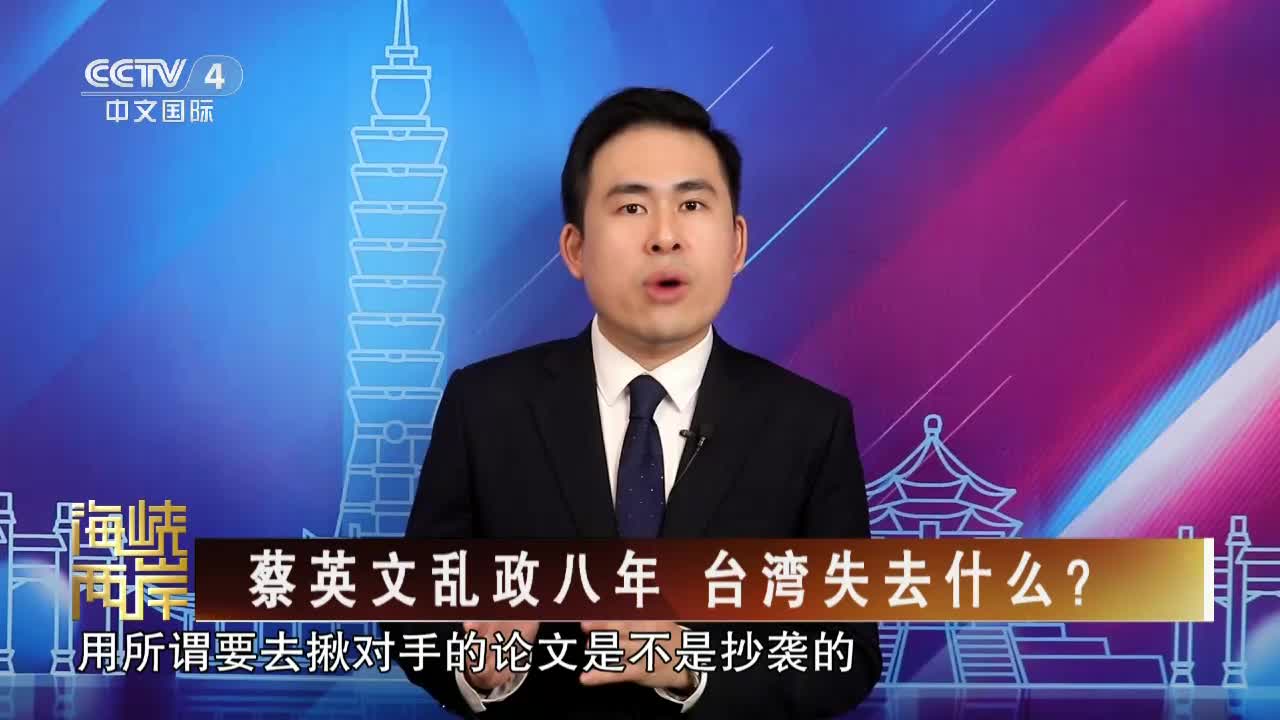 CCTV 4
中文国际
海峡
两岸
蔡英文乱政八年 台湾失去什么?
用所谓要去揪对手的论文是不是抄袭的